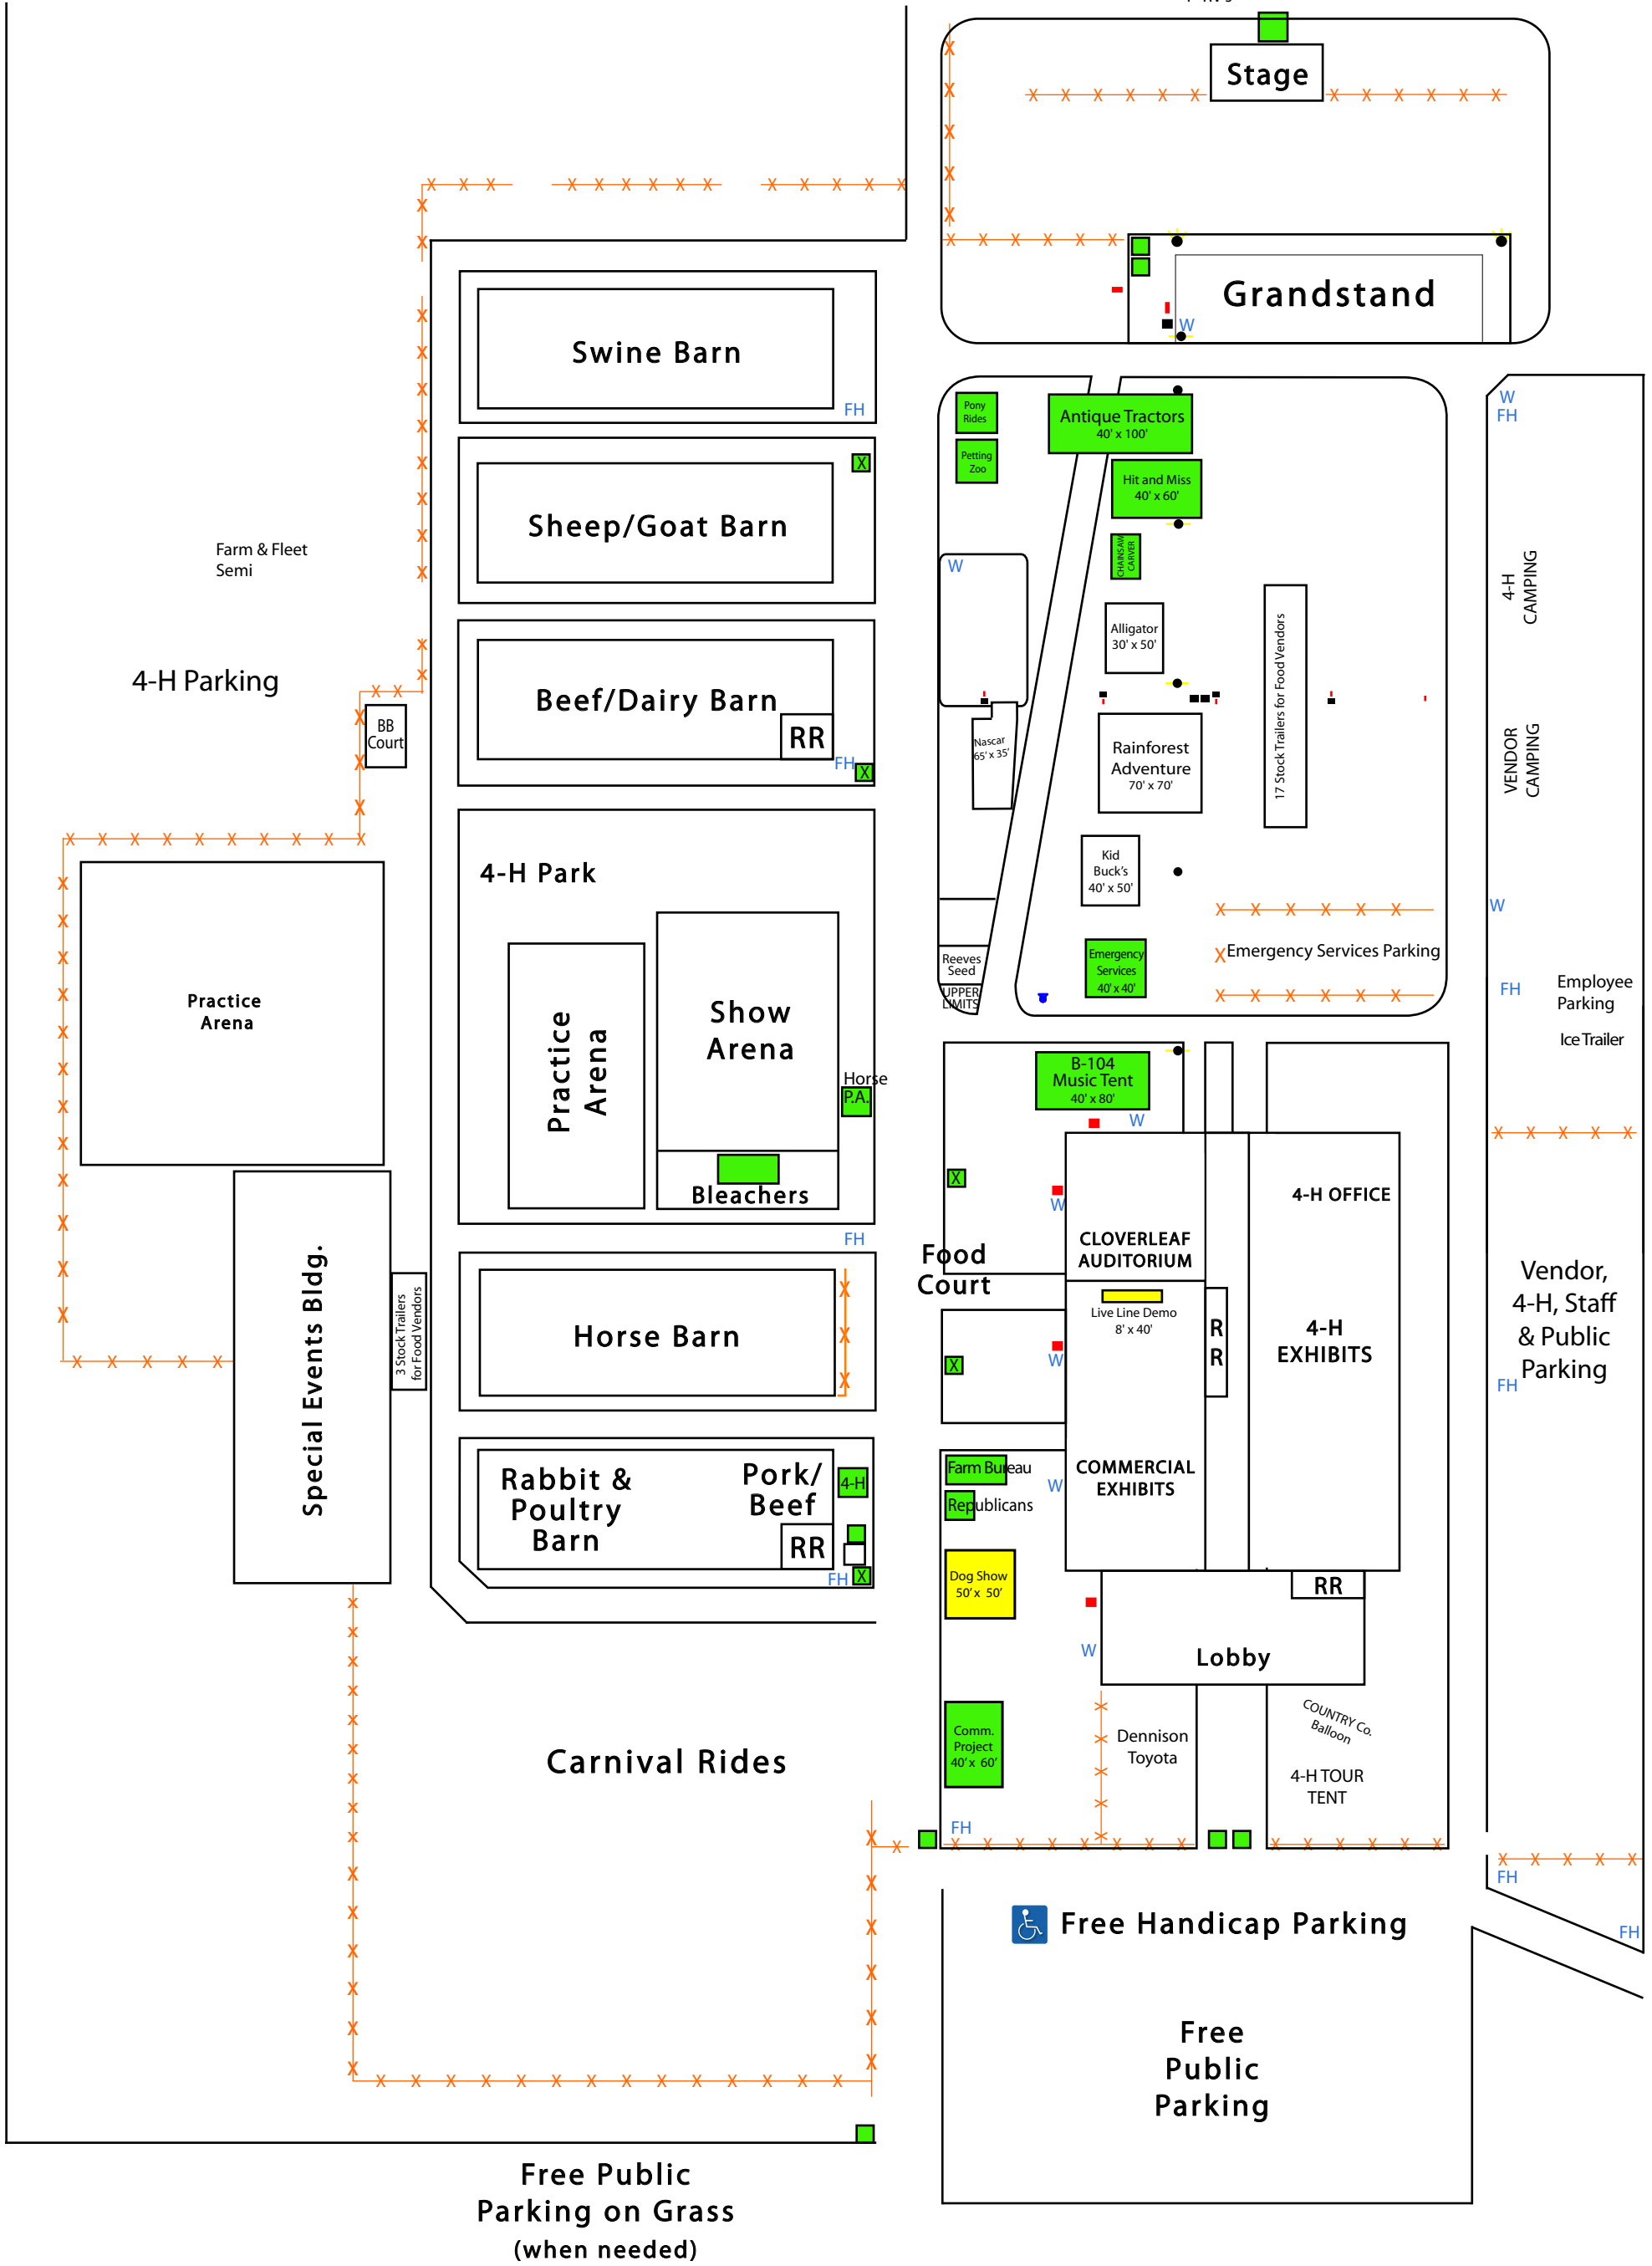 Stage
Grandstand
W
Swine Barn
FH
Sheep/Goat Barn
X
Farm & Fleet
Semi
4-H Parking
BB
Court
Beef/Dairy Barn
RR
FH
X
Pony
Rides
Petting
Zoo
Antique Tractors
40' x 100'
Hit and Miss
40' x 60'
CHAINSAW
CARVER
W
Alligator
30' x 50'
17 Stock Trailers for Food Vendors
Nascar
65' x 35'
Rainforest
Adventure
70' x 70'
Kid
Buck's
40' x 50'
Emergency Services Parking
Emergency
Services
40' x 40'
Reeves
Seed
UPPER
LIMITS
W
FH
4-H
CAMPING
VENDOR
CAMPING
W
FH
Employee
Parking
Ice Trailer
4-H Park
Practice
Arena
Practice
Arena
Show
Arena
Horse
P.A.
Bleachers
FH
Special Events Bldg.
3 Stock Trailers
for Food Vendors
Horse Barn
Rabbit &
Poultry
Barn
Pork/
Beef
RR
4-H
FH
X
B-104
Music Tent
40' x 80'
W
X
W
Food
Court
CLOVERLEAF
AUDITORIUM
4-H OFFICE
Live Line Demo
8' x 40'
R
R
4-H
EXHIBITS
X
W
COMMERCIAL
EXHIBITS
W
Farm Bureau
Republicans
Dog Show
50' x 50'
RR
Lobby
W
Vendor,
4-H, Staff
& Public
Parking
FH
Comm.
Project
40' x 60'
Dennison
Toyota
COUNTRY Co.
Balloon
4-H TOUR
TENT
FH
Carnival Rides
FH
FH
Free Handicap Parking
Free
Public
Parking
Free Public
Parking on Grass
(when needed)